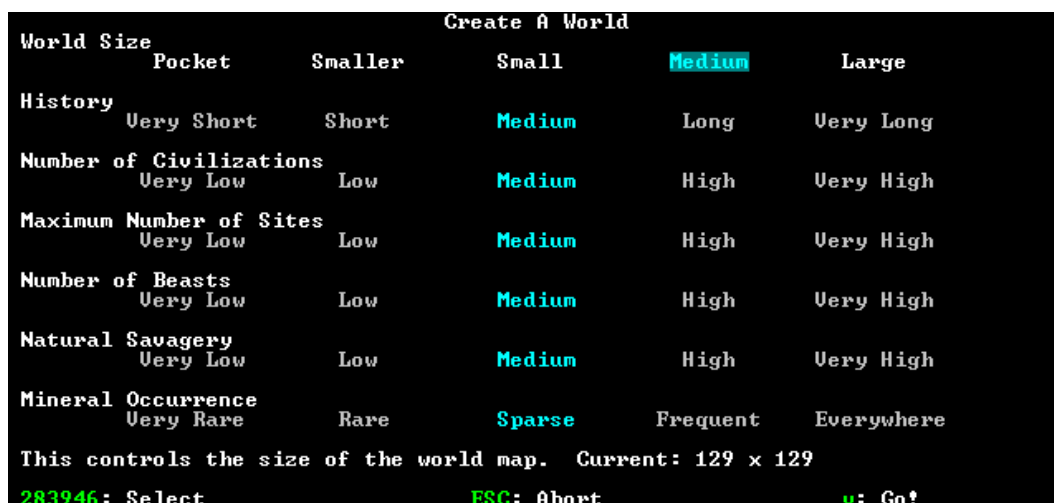 Create A World
World Size
Pocket Smaller Small Medium Large
History
Very Short Short Medium Long Very Long
Number of Civilizations
Very Low Low Medium High Very High
Maximum Number of Sites
Very Low Low Medium High Very High
Number of Beasts
Very Low Low Medium High Very High
Natural Savagery
Very Low Low Medium High Very High
Mineral Occurrence
Very Rare Rare Sparse Frequent Everywhere
This controls the size of the world map. Current: 129 x 129
283946: Select ESC: Abort y: Go!